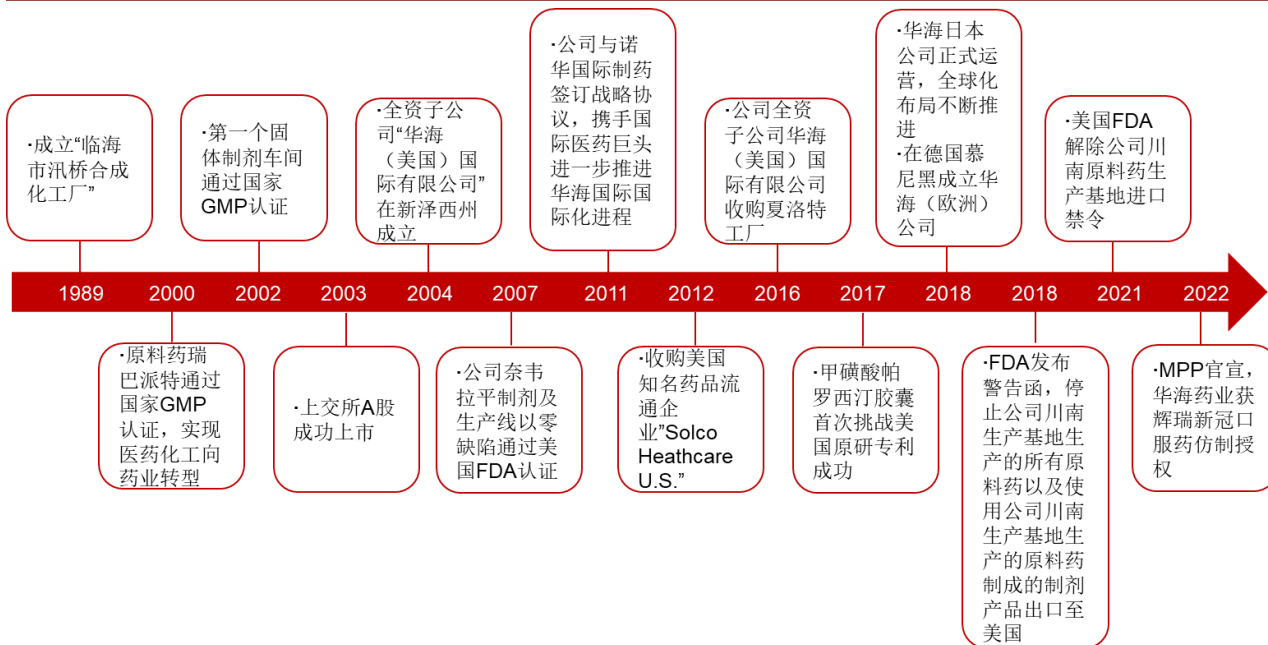 ·成立“临海
市汛桥合成
化工厂”
·第一个固
体制剂车间
通过国家
GMP认证
·全资子公
司“华海
（美国）国
际有限公司”
在新泽西州
成立
·公司与诺
华国际制药
签订战略协
议，携手国
际医药巨头
进一步推进
华海国际国
际化进程
·公司全资
子公司华海
（美国）国
际有限公司
收购夏洛特
工厂
·华海日本
公司正式运
营，全球化
布局不断推
进
·在德国慕
尼黑成立华
海（欧洲）
公司
·美国FDA
解除公司川
南原料药生
产基地进口
禁令
1989 2000 2002 2003 2004 2007 2011 2012 2016 2017 2018 2018 2021 2022
·原料药瑞
巴派特通过
国家GMP
认证，实现
医药化工向
药业转型
·上交所A股
成功上市
·公司奈韦
拉平制剂及
生产线以零
缺陷通过美
国FDA认证
·收购美国
知名药品流
通企
业”Solco
Heathcare
U.S.”
·甲磺酸帕
罗西汀胶囊
首次挑战美
国原研专利
成功
·FDA发布
警告函，停
止公司川南
生产基地生
产的所有原
料药以及使
用公司川南
生产基地生
产的原料药
制成的制剂
产品出口至
美国
·MPP官宣，
华海药业获
辉瑞新冠口
服药仿制授
权